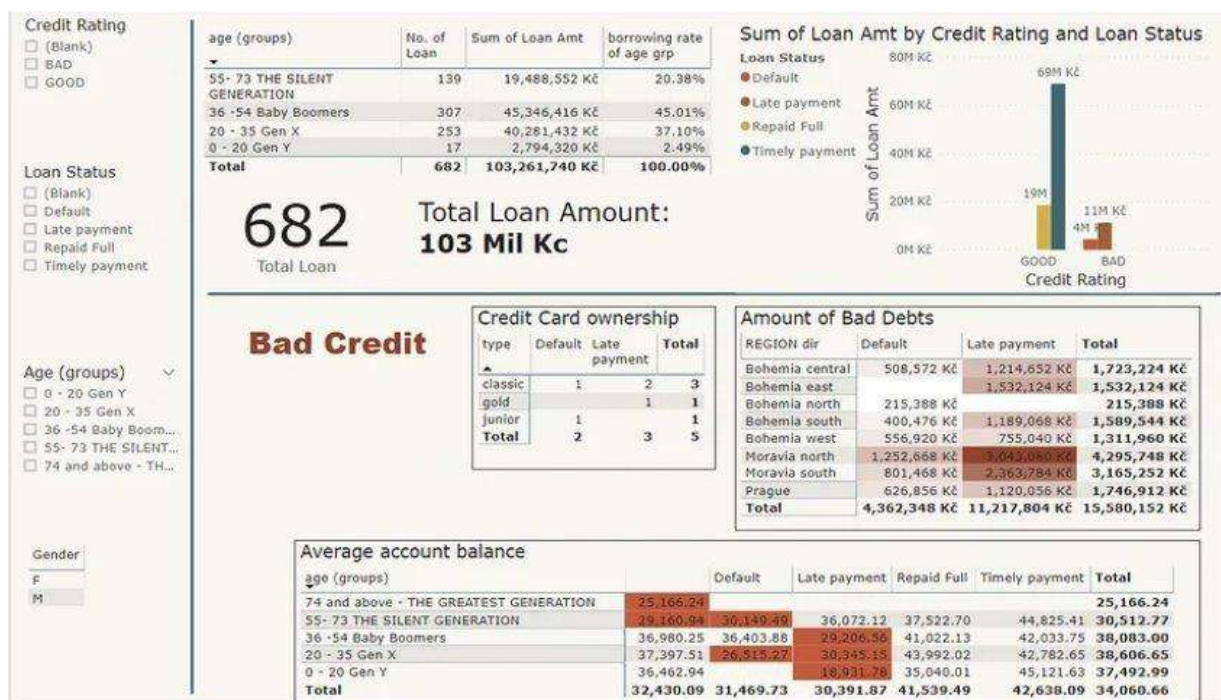 Credit Rating
(Blank)
BAD
GOOD
Loan Status
(Blank)
Default
Late payment
Repaid Full
Timely payment
Age (groups)
0 - 20 Gen Y
20 - 35 Gen X
36 -54 Baby Boom...
55- 73 THE SILENT...
74 and above - TH...
Gender
F
M
age (groups) No. of Loan Sum of Loan Amt borrowing rate of age grp
55- 73 THE SILENT GENERATION 139 19,488,552 Kč 20.38%
36 -54 Baby Boomers 307 45,346,416 Kč 45.01%
20 - 35 Gen X 253 40,281,432 Kč 37.10%
0 - 20 Gen Y 17 2,794,320 Kč 2.49%
Total 682 103,261,740 Kč 100.00%
682
Total Loan
Total Loan Amount:
103 Mil Kc
Sum of Loan Amt by Credit Rating and Loan Status
Loan Status
Default
Late payment
Repaid Full
Timely payment
Sum of Loan Amt
80M Kč
60M Kč
40M Kč
20M Kč
0M Kč
69M Kč
19M
11M Kč
4M
GOOD BAD
Credit Rating
Bad Credit
Credit Card ownership
type Default Late payment Total
classic 1 2 3
gold 1 1
junior 1 1
Total 2 3 5
Amount of Bad Debts
REGION dir Default Late payment Total
Bohemia central 508,572 Kč 1,214,652 Kč 1,723,224 Kč
Bohemia east 1,532,124 Kč 1,532,124 Kč
Bohemia north 215,388 Kč 215,388 Kč
Bohemia south 400,476 Kč 1,189,068 Kč 1,589,544 Kč
Bohemia west 556,920 Kč 755,040 Kč 1,311,960 Kč
Moravia north 1,252,668 Kč 3,043,080 Kč 4,295,748 Kč
Moravia south 801,468 Kč 2,363,784 Kč 3,165,252 Kč
Prague 626,856 Kč 1,120,056 Kč 1,746,912 Kč
Total 4,362,348 Kč 11,217,804 Kč 15,580,152 Kč
Average account balance
age (groups) Default Late payment Repaid Full Timely payment Total
74 and above - THE GREATEST GENERATION 25,166.24 25,166.24
55- 73 THE SILENT GENERATION 29,160.94 30,149.49 36,072.12 37,522.70 44,825.41 30,512.77
36 -54 Baby Boomers 36,980.25 36,403.88 29,206.56 41,022.13 42,033.75 38,083.00
20 - 35 Gen X 37,397.51 26,515.27 30,345.15 43,992.02 42,782.65 38,606.65
0 - 20 Gen Y 36,462.94 18,931.78 35,040.01 45,121.63 37,492.99
Total 32,430.09 31,469.73 30,391.87 41,539.49 42,638.09 34,060.66